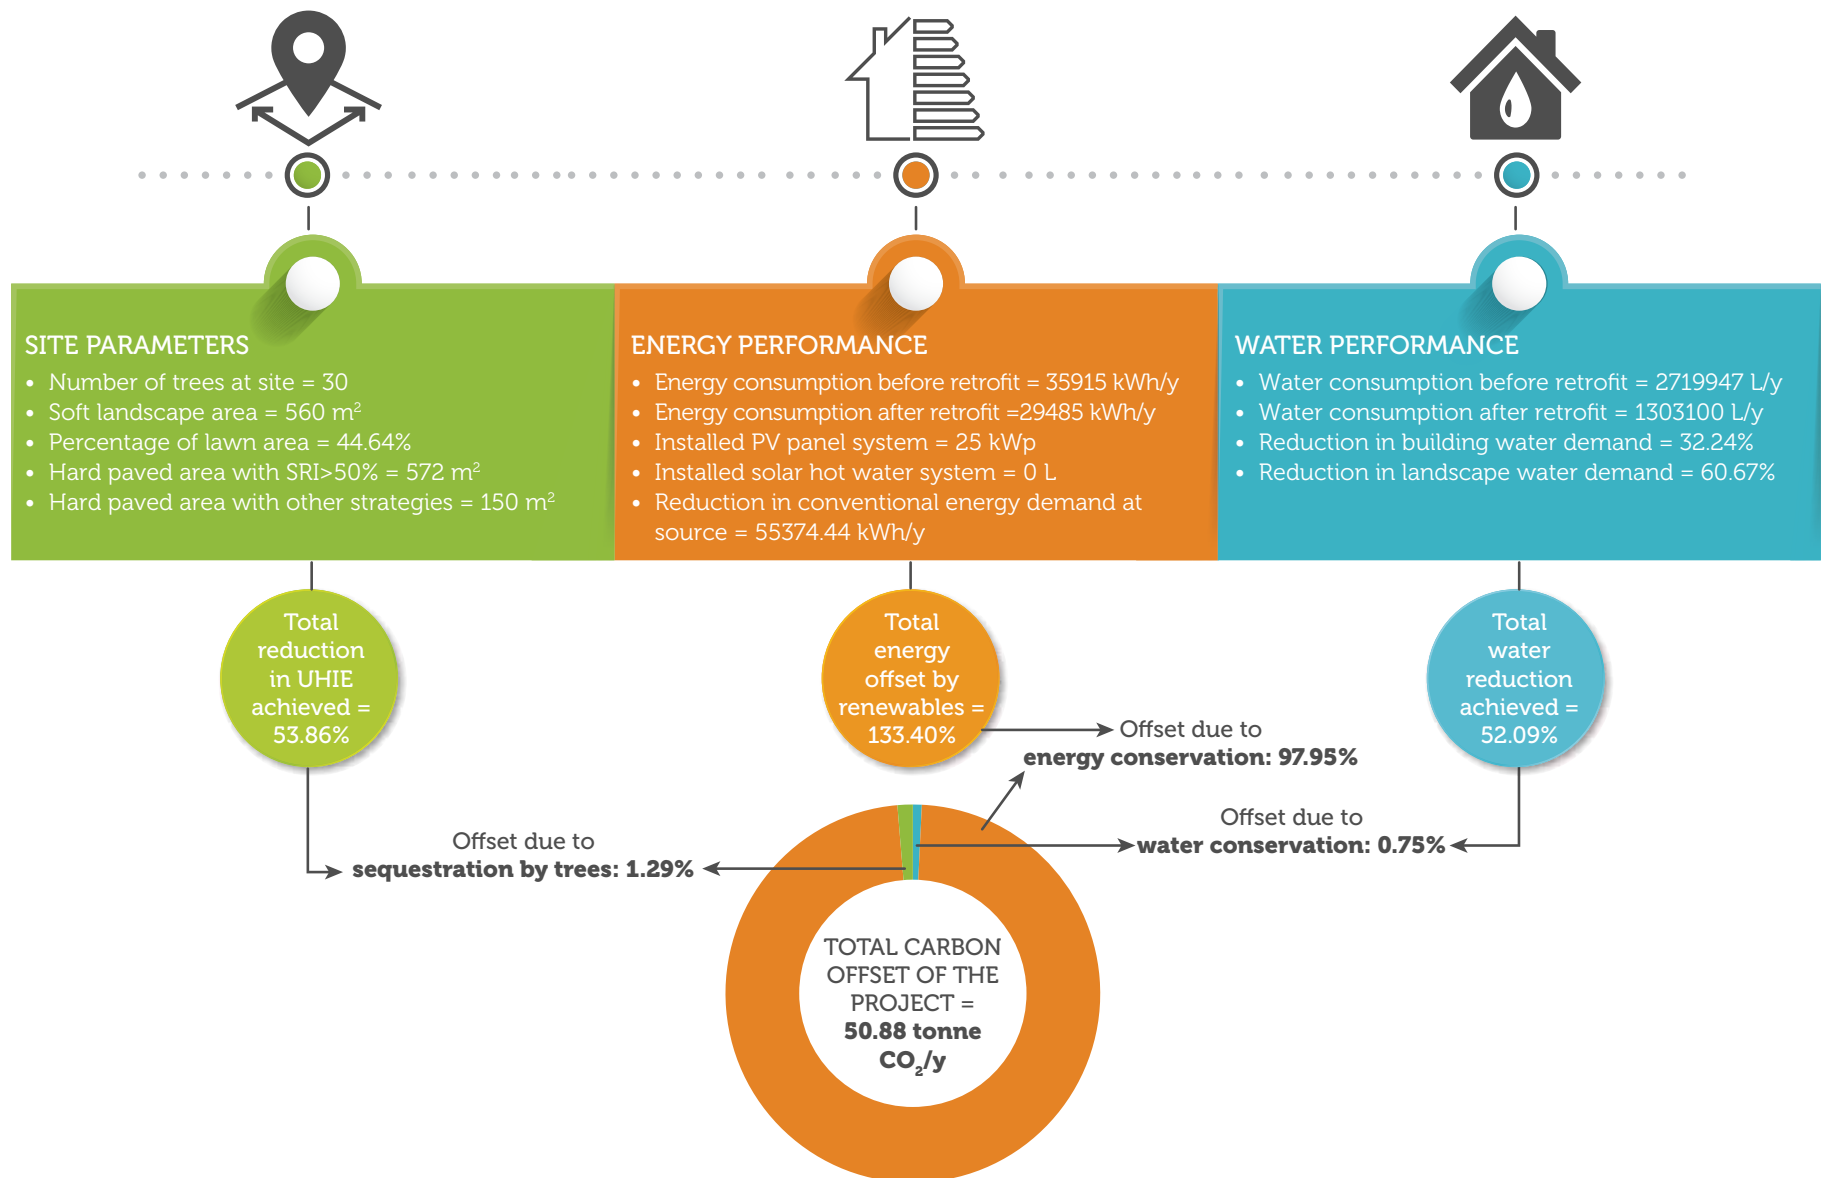 SITE PARAMETERS
• Number of trees at site = 30
• Soft landscape area = 560 m²
• Percentage of lawn area = 44.64%
• Hard paved area with SRI>50% = 572 m²
• Hard paved area with other strategies = 150 m²
ENERGY PERFORMANCE
• Energy consumption before retrofit = 35915 kWh/y
• Energy consumption after retrofit =29485 kWh/y
• Installed PV panel system = 25 kWp
• Installed solar hot water system = 0 L
• Reduction in conventional energy demand at
source = 55374.44 kWh/y
WATER PERFORMANCE
• Water consumption before retrofit = 2719947 L/y
• Water consumption after retrofit = 1303100 L/y
• Reduction in building water demand = 32.24%
• Reduction in landscape water demand = 60.67%
Total
reduction
in UHIE
achieved =
53.86%
Total
energy
offset by
renewables =
133.40%
Total
water
reduction
achieved =
52.09%
Offset due to
energy conservation: 97.95%
Offset due to
water conservation: 0.75%
Offset due to
sequestration by trees: 1.29%
TOTAL CARBON
OFFSET OF THE
PROJECT =
50.88 tonne
CO₂/y